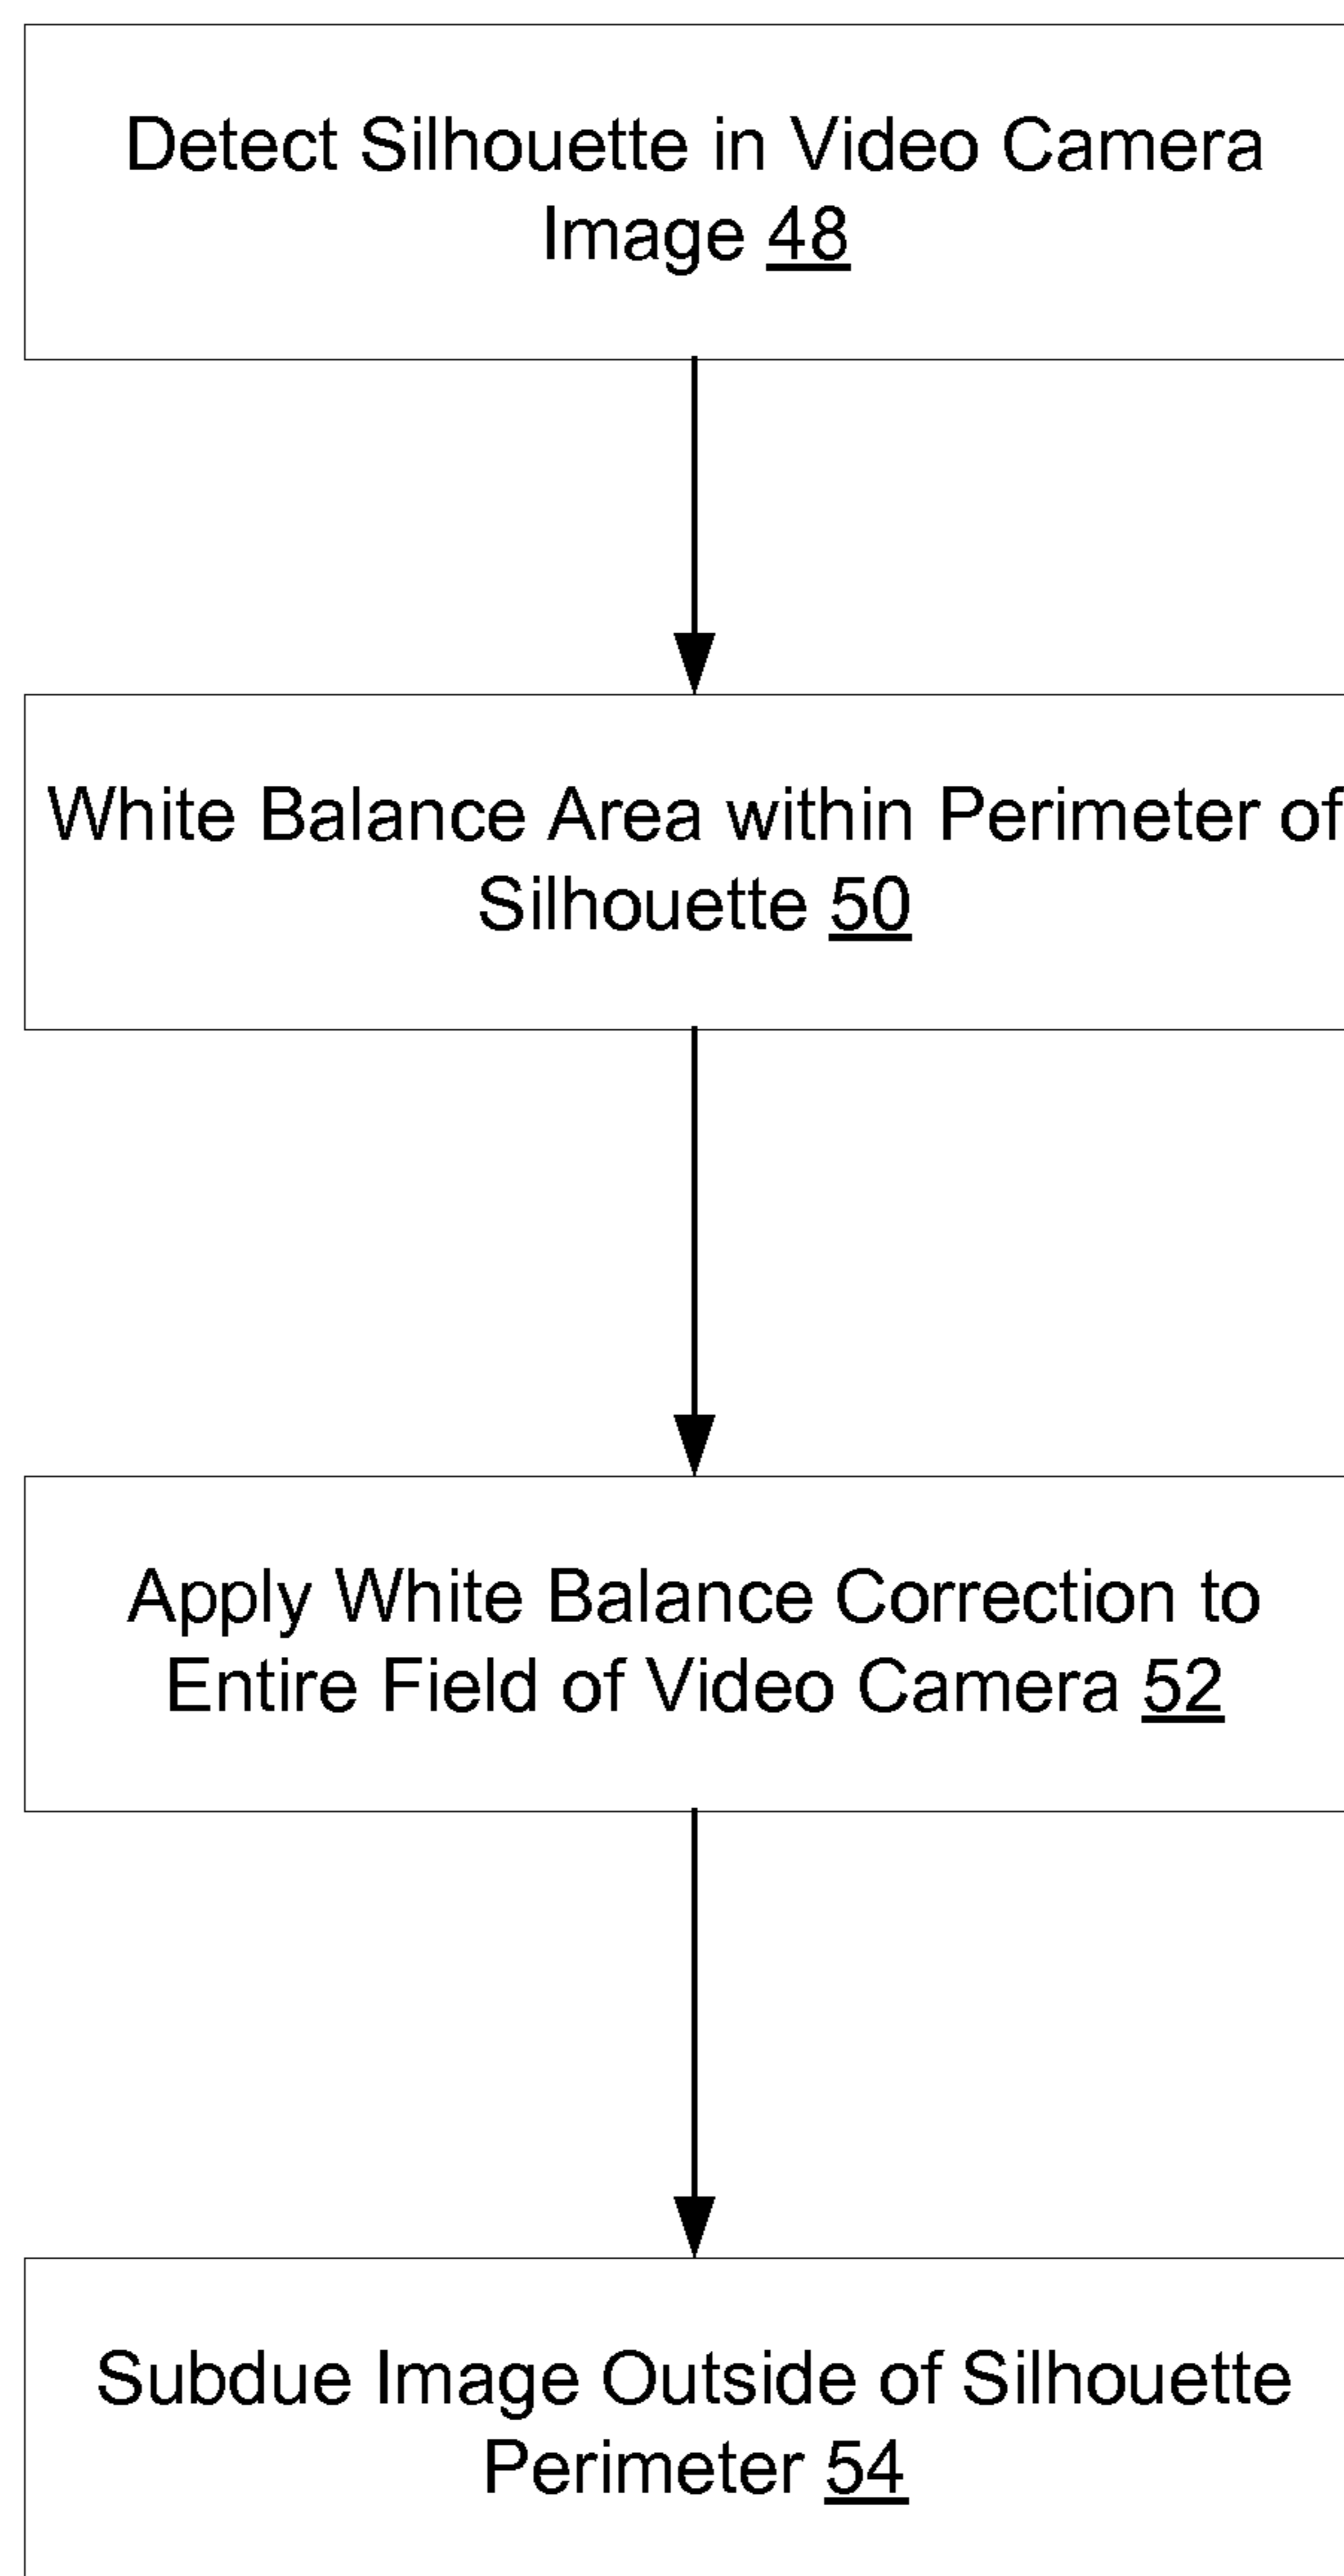 Detect Silhouette in Video Camera
Image 48
White Balance Area within Perimeter of
Silhouette 50
Apply White Balance Correction to
Entire Field of Video Camera 52
Subdue Image Outside of Silhouette
Perimeter 54